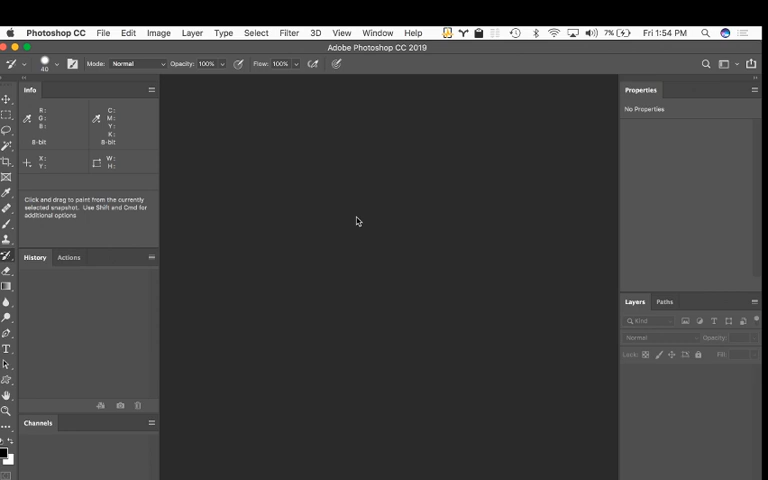 Photoshop CC File Edit Image Layer Type Select Filter 3D View Window Help 7% Fri 1:54 PM
Adobe Photoshop CC 2019
40 Mode: Normal Opacity: 100% Flow: 100%
Info
R: C:
G: M:
B: Y:
K:
8-bit 8-bit
X: W:
Y: H:
Click and drag to paint from the currently
selected snapshot. Use Shift and Cmd for
additional options
History Actions
Channels
Properties
No Properties
Layers Paths
Kind
Normal Opacity:
Lock: Fill: